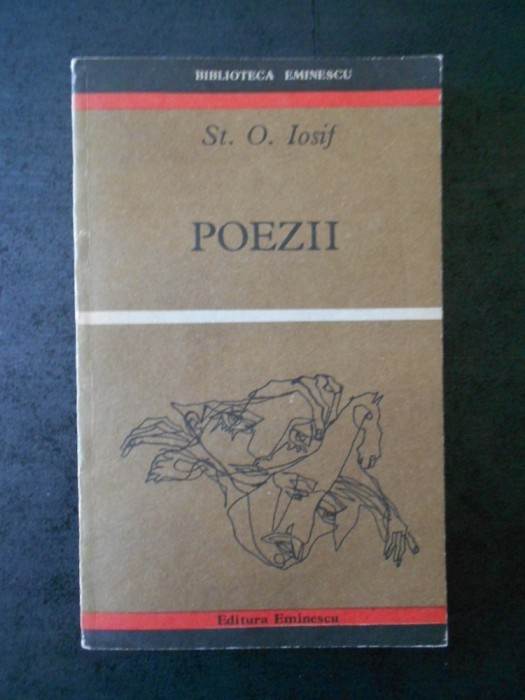 BIBLIOTECA EMINESCU
St. O. Iosif
POEZII
Editura Eminescu